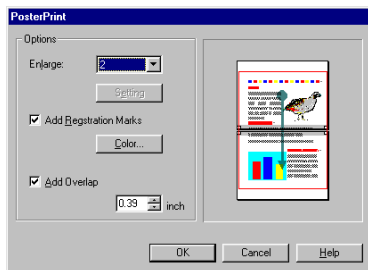 PosterPrint
Options
Enlarge: 2
Setting
Add Regstration Marks
Color...
Add Overlap
0.39 inch
OK Cancel Help